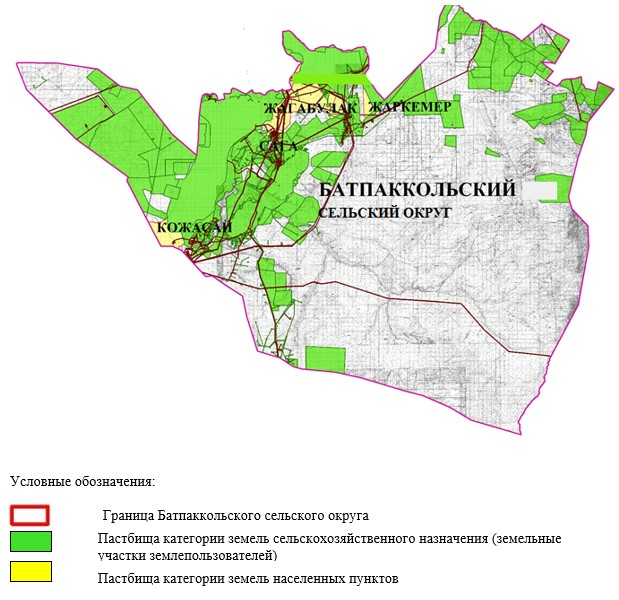 ЖАГАБУЛАК ЖАРКЕМЕР
САГА
БАТПАККОЛЬСКИЙ
СЕЛЬСКИЙ ОКРУГ
КОЖАСАЙ
Условные обозначения:
Граница Батпаккольского сельского округа
Пастбища категории земель сельскохозяйственного назначения (земельные
участки землепользователей)
Пастбища категории земель населенных пунктов